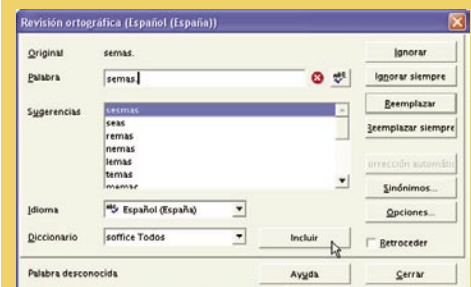 Revisión ortográfica (Español (España))
Original semas. Ignorar
Palabra semas. Ignorar siempre
Sugerencias sesmas Reemplazar
seas
remas Reemplazar siempre
nemas
lemas
temas Sinónimos...
memas
Idioma Español (España) Opciones...
Diccionario soffice Todos Incluir Retroceder
Palabra desconocida Ayuda Cerrar